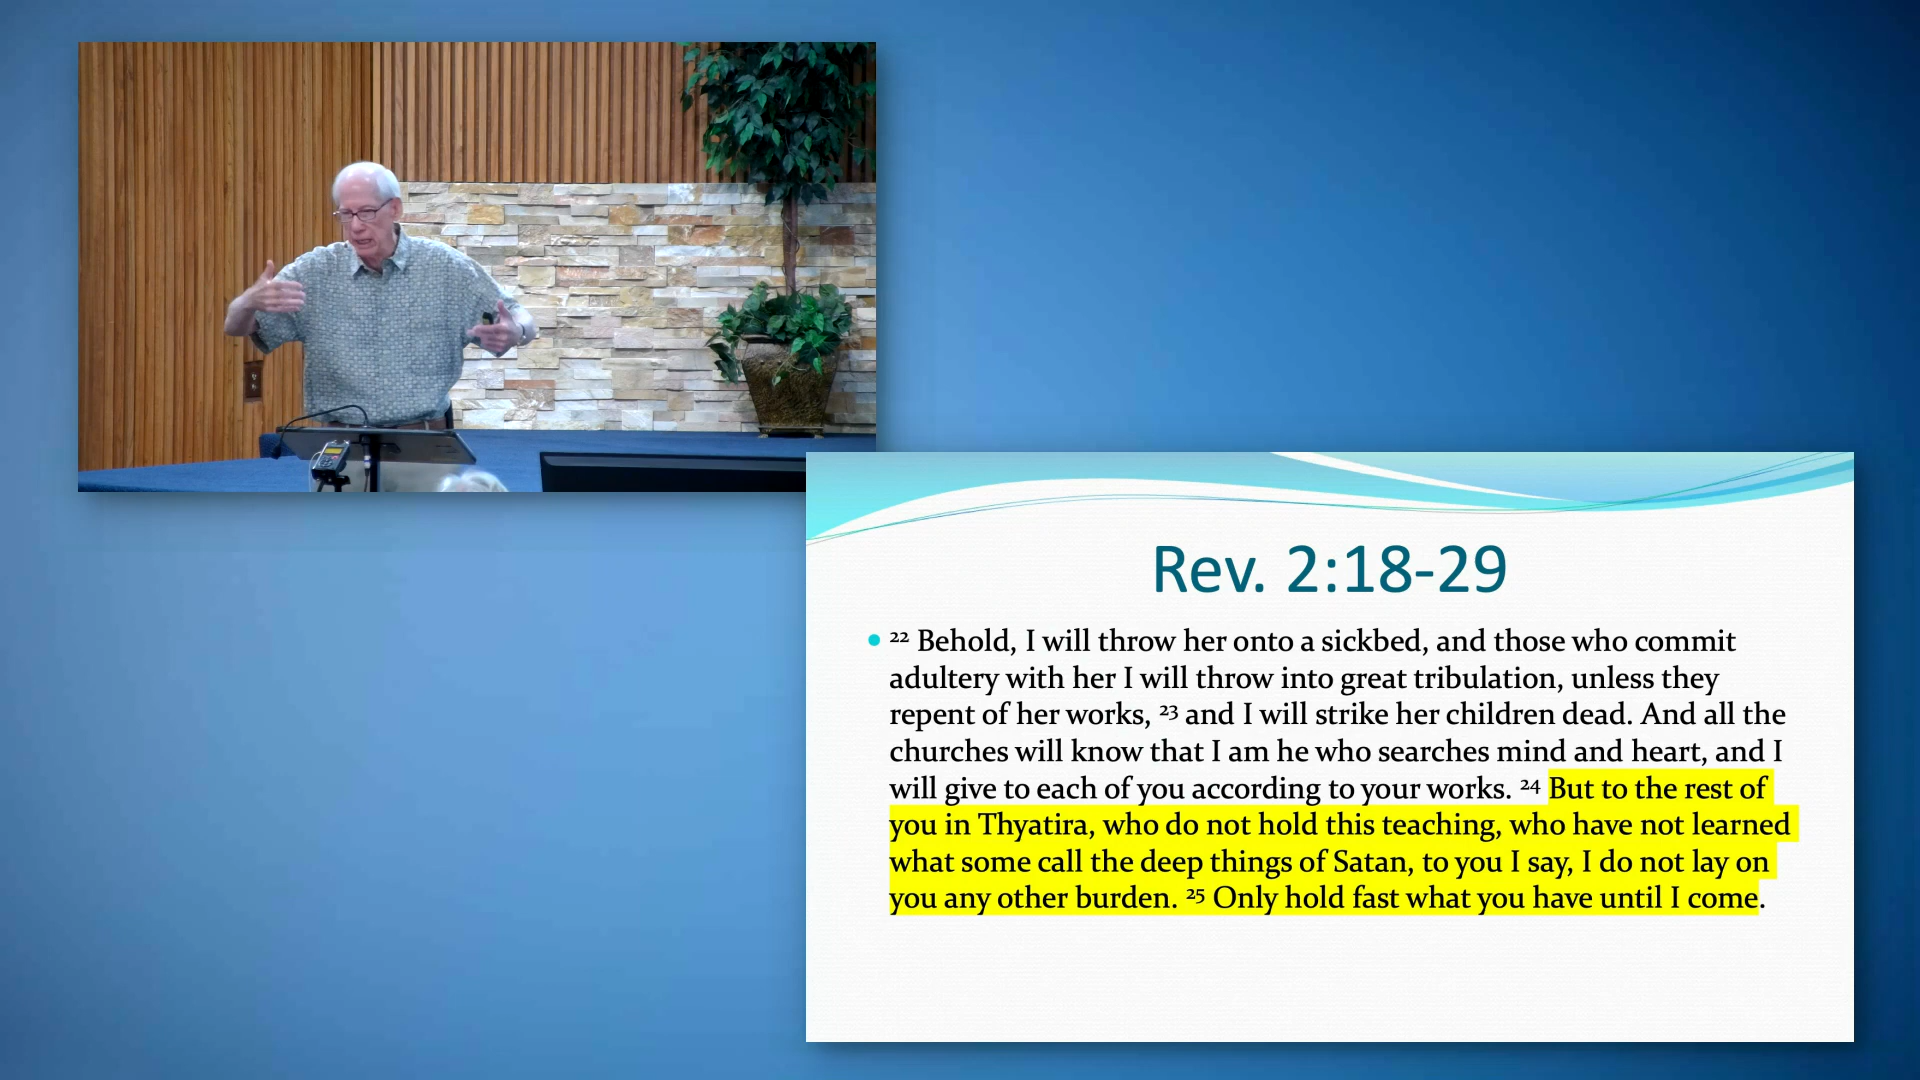 Rev. 2:18-29
• ²² Behold, I will throw her onto a sickbed, and those who commit
adultery with her I will throw into great tribulation, unless they
repent of her works, ²³ and I will strike her children dead. And all the
churches will know that I am he who searches mind and heart, and I
will give to each of you according to your works. ²⁴ But to the rest of
you in Thyatira, who do not hold this teaching, who have not learned
what some call the deep things of Satan, to you I say, I do not lay on
you any other burden. ²⁵ Only hold fast what you have until I come.